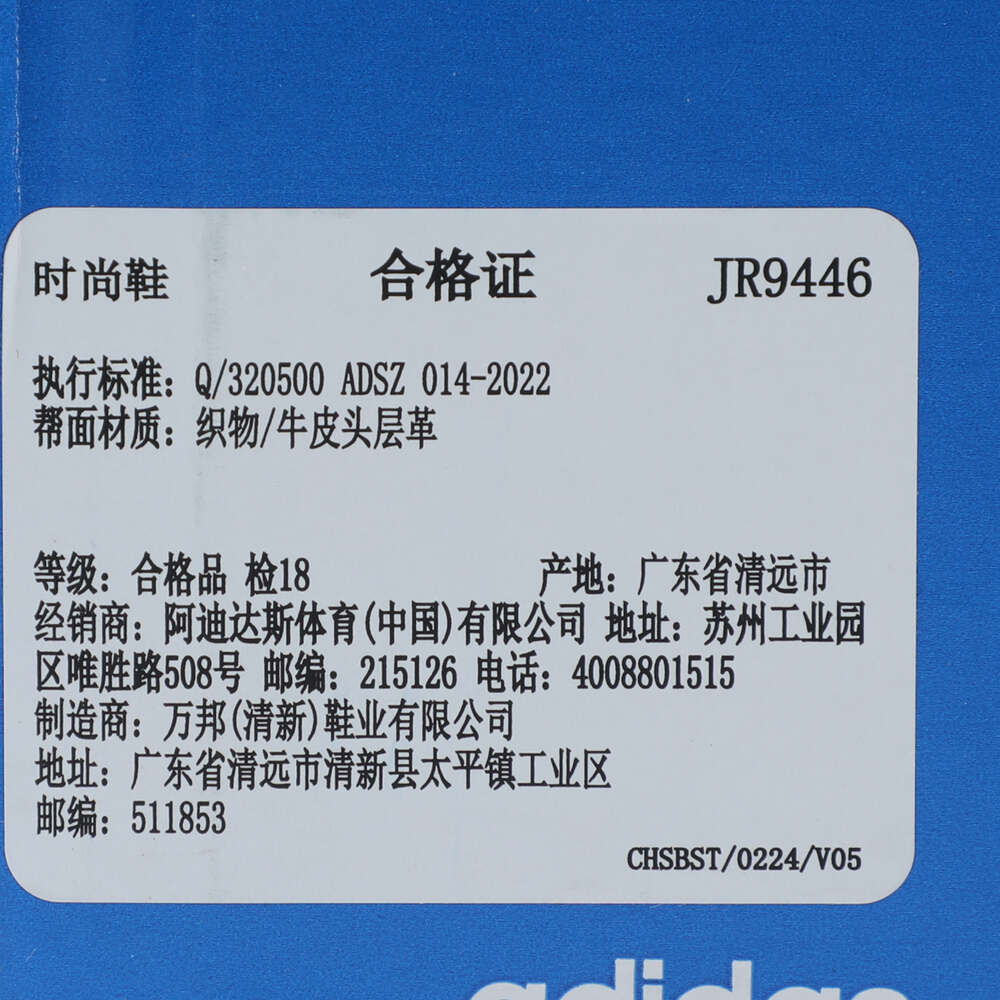 时尚鞋 合格证 JR9446
执行标准：Q/320500 ADSZ 014-2022
帮面材质：织物/牛皮头层革
等级：合格品 检18 产地：广东省清远市
经销商：阿迪达斯体育(中国)有限公司 地址：苏州工业园
区唯胜路508号 邮编：215126 电话：4008801515
制造商：万邦(清新)鞋业有限公司
地址：广东省清远市清新县太平镇工业区
邮编：511853
CHSBST/0224/V05
adidas